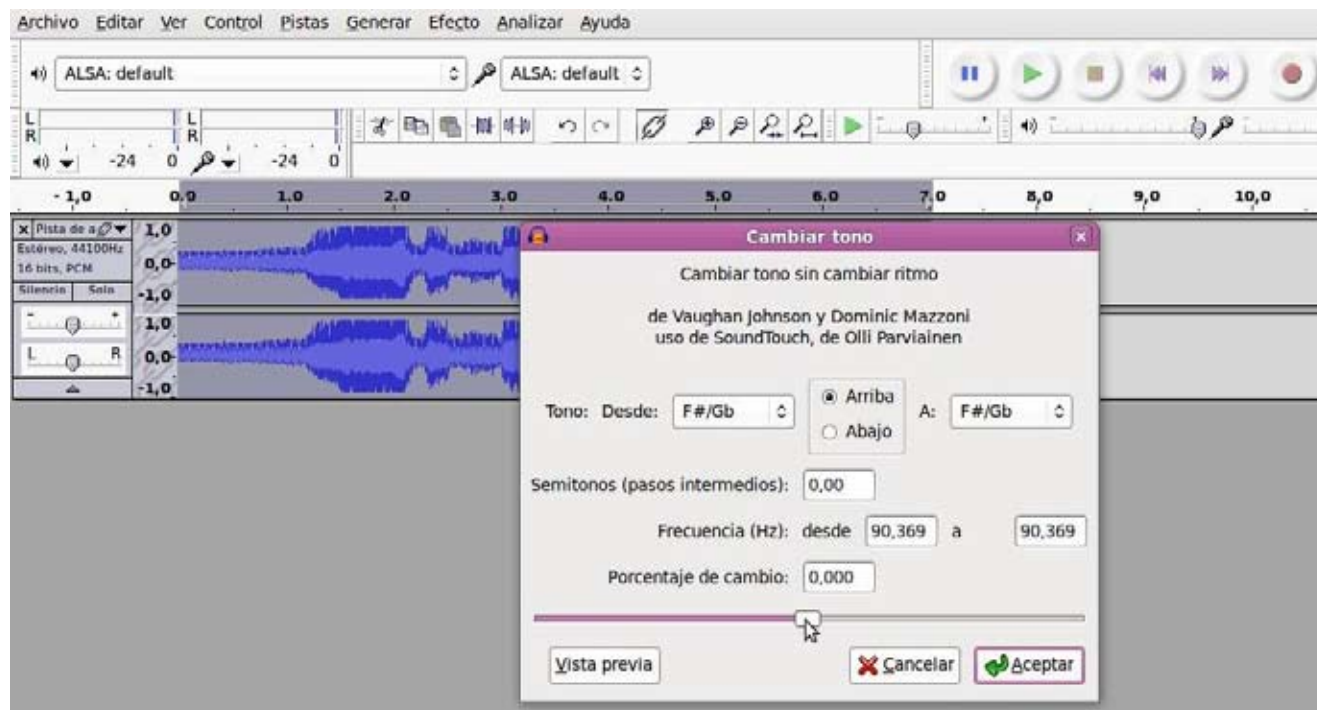 Archivo Editar Ver Control Pistas Generar Efecto Analizar Ayuda
ALSA: default ALSA: default
L L
R R
-24 0 -24 0
- 1,0 0,0 1.0 2.0 3.0 4.0 5.0 6.0 7,0 8,0 9,0 10,0
X Pista de a 1,0
Estéreo, 44100Hz
16 bits, PCM 0,0
Silencio Solo -1,0
- + 1,0
L R 0,0
-1,0
Cambiar tono
Cambiar tono sin cambiar ritmo
de Vaughan Johnson y Dominic Mazzoni
uso de SoundTouch, de Olli Parviainen
Tono: Desde: F#/Gb Arriba A: F#/Gb
Abajo
Semitonos (pasos intermedios): 0,00
Frecuencia (Hz): desde 90,369 a 90,369
Porcentaje de cambio: 0,000
Vista previa Cancelar Aceptar